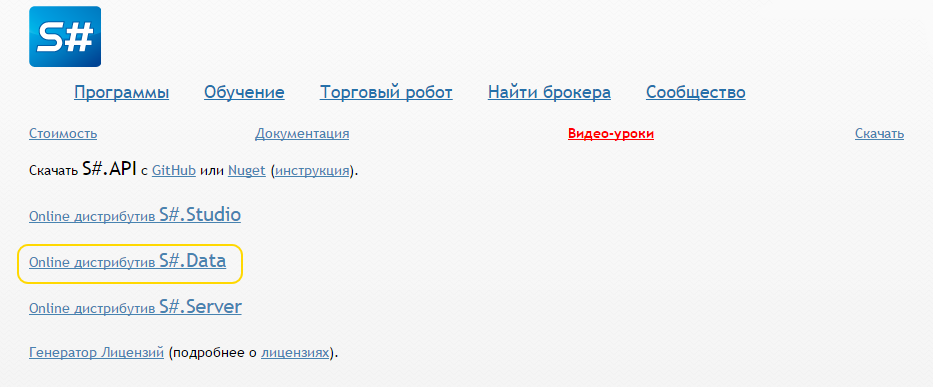 S#
Программы Обучение Торговый робот Найти брокера Сообщество
Стоимость Документация Видео-уроки Скачать
Скачать S#.API с GitHub или Nuget (инструкция).
Online дистрибутив S#.Studio
Online дистрибутив S#.Data
Online дистрибутив S#.Server
Генератор Лицензий (подробнее о лицензиях).